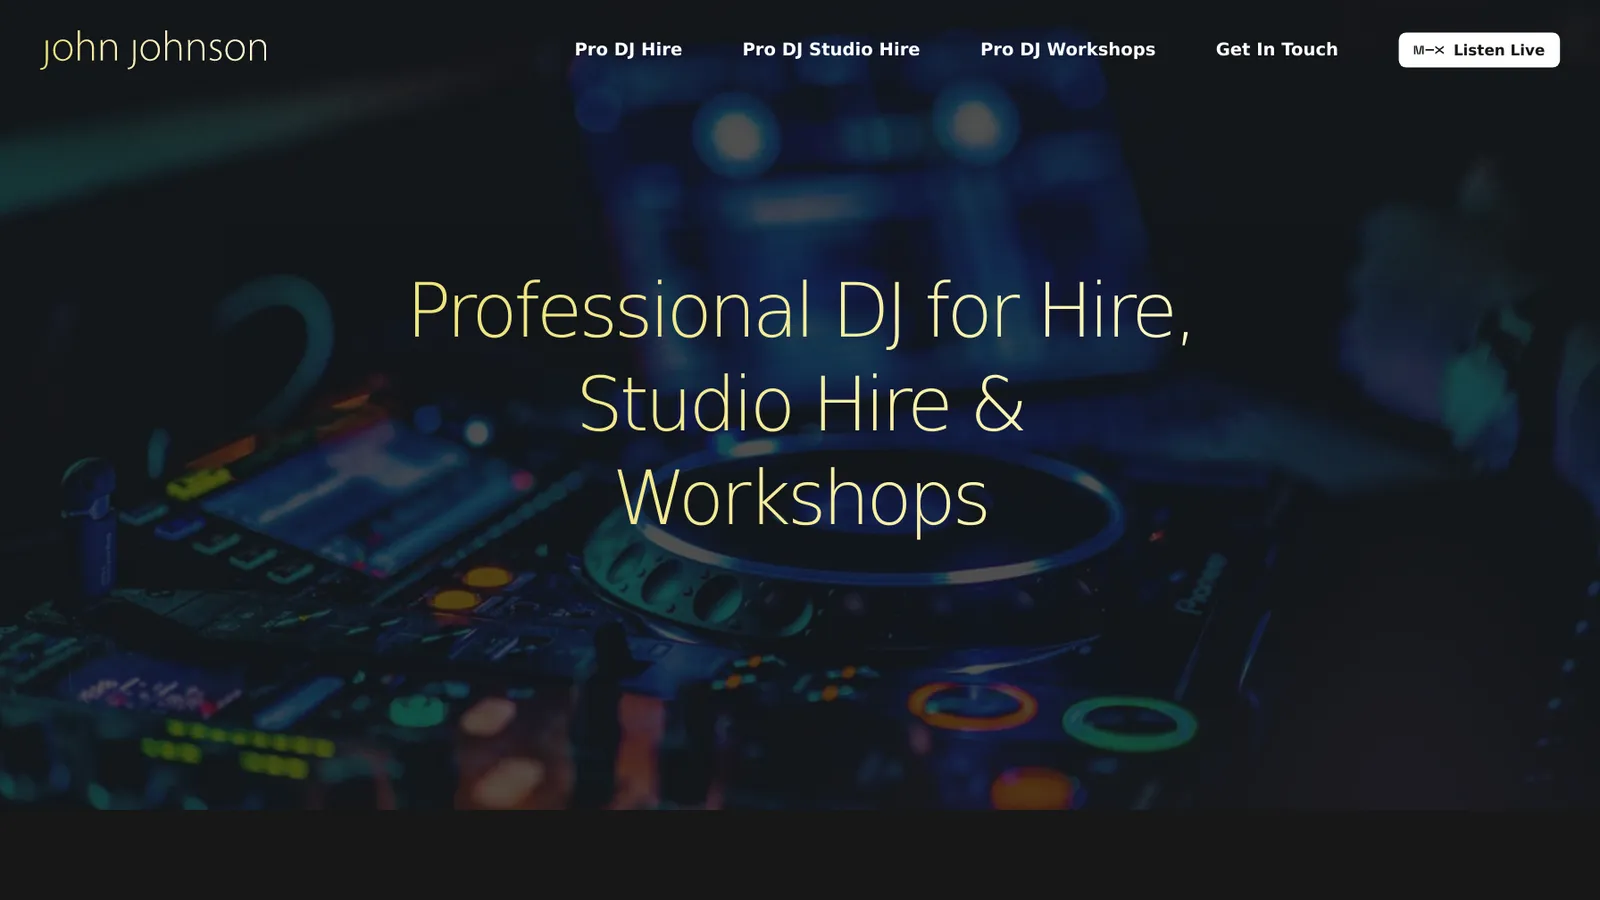 john johnson
Pro DJ Hire
Pro DJ Studio Hire
Pro DJ Workshops
Get In Touch
Listen Live
Professional DJ for Hire,
Studio Hire &
Workshops
Pioneer